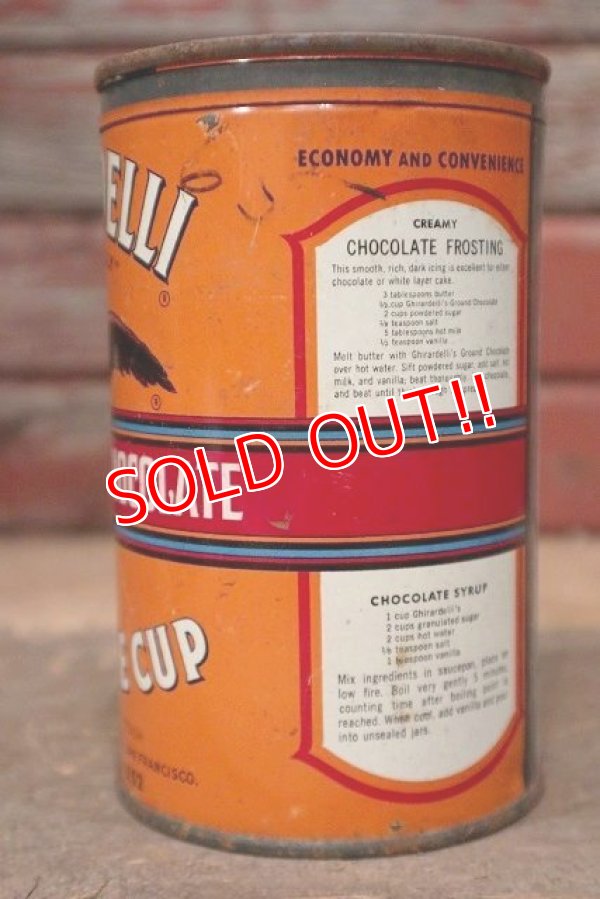 ELLI
®
®
ECONOMY AND CONVENIENCE
CREAMY
CHOCOLATE FROSTING
This smooth, rich, dark icing is excellent for either
chocolate or white layer cake.
3 tablespoons butter
cup Ghirardelli's Ground Chocolate
2 cups powdered sugar
teaspoon salt
5 tablespoons hot milk
½ teaspoon vanilla
Melt butter with Ghirardelli's Ground Chocolate
over hot water. Sift powdered sugar, add salt, hot
milk, and vanilla; beat
and beat until
SOLD OUT!!
OCOLATE
E CUP
FRANCISCO.
CHOCOLATE SYRUP
1 cup Ghirardelli's
2 cups granulated sugar
2 cups hot water
teaspoon salt
1 teaspoon vanilla
Mix ingredients in saucepan, place on
low fire. Boil very gently 5 minutes,
counting time after boiling point is
reached. When cool, add vanilla and pour
into unsealed jars.